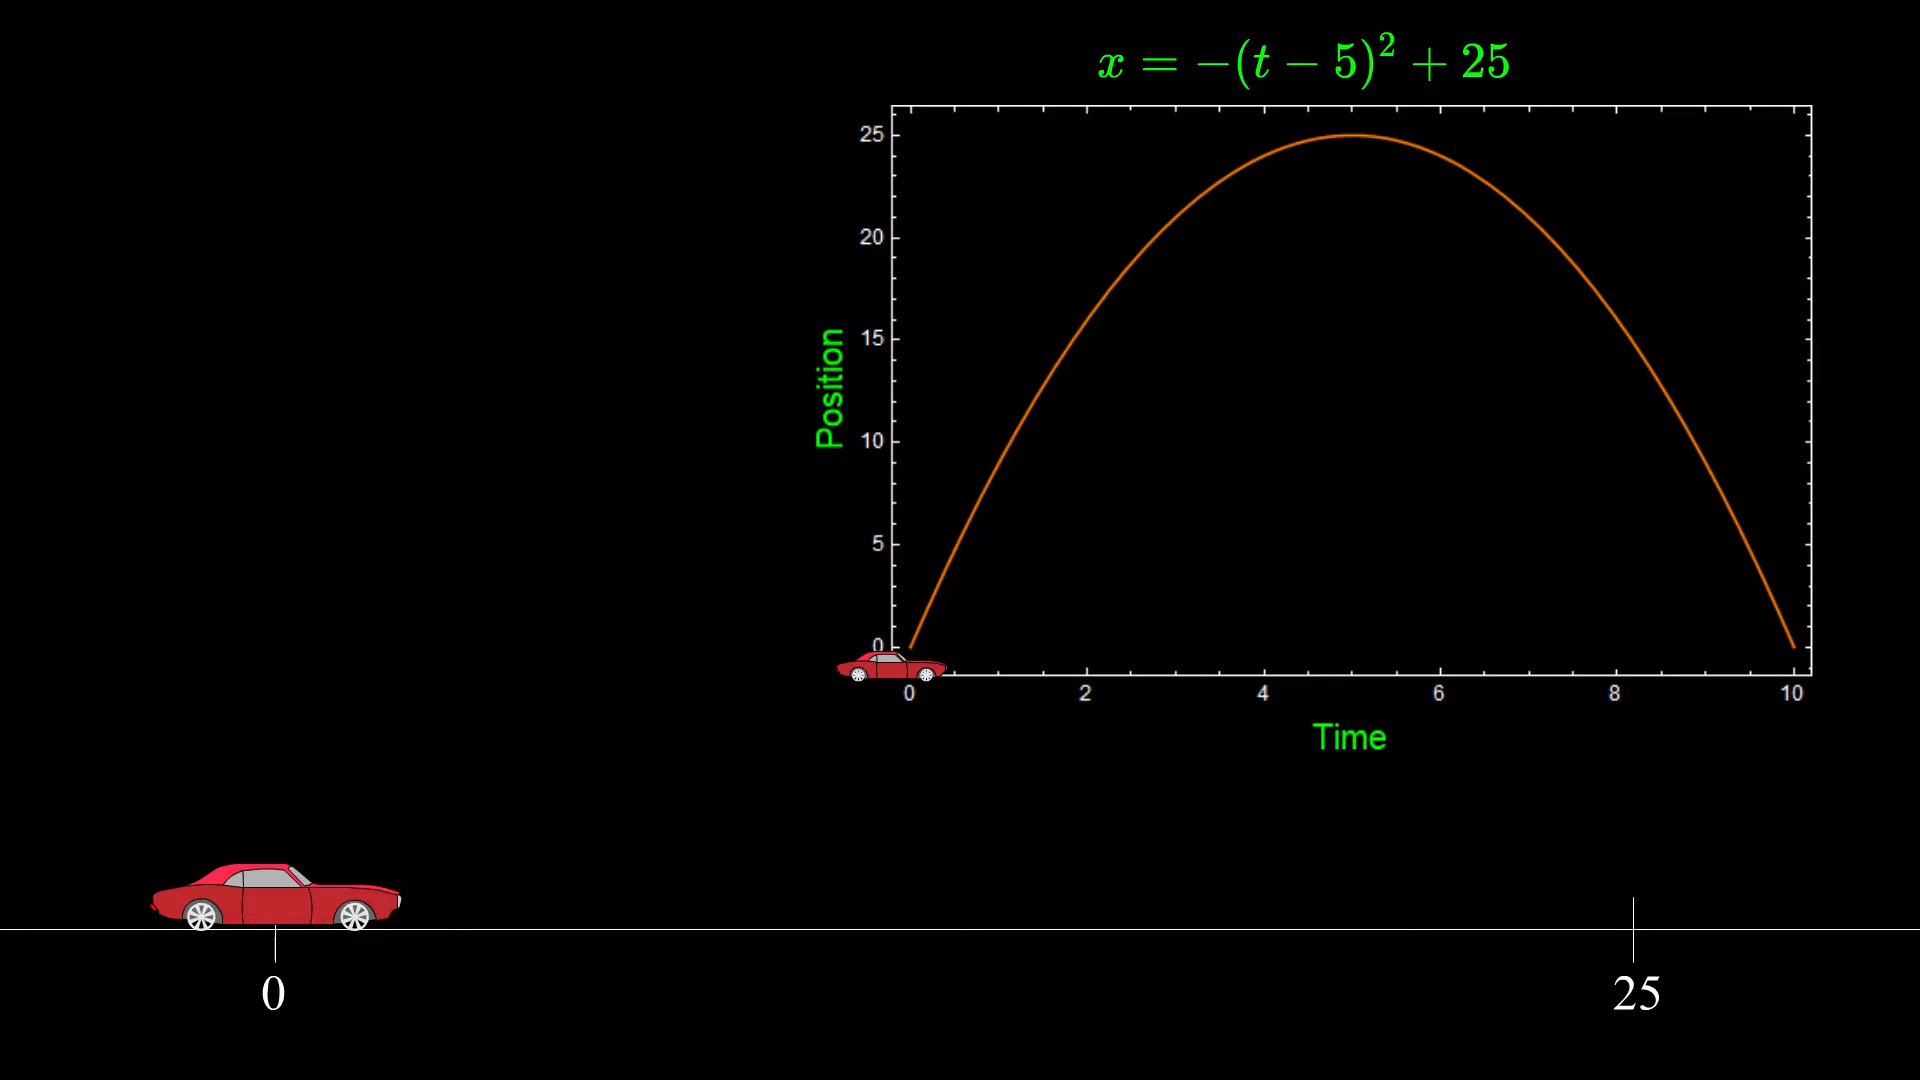 x = −(t − 5)² + 25
25
20
15
10
5
0
Position
0 2 4 6 8 10
Time
0 25